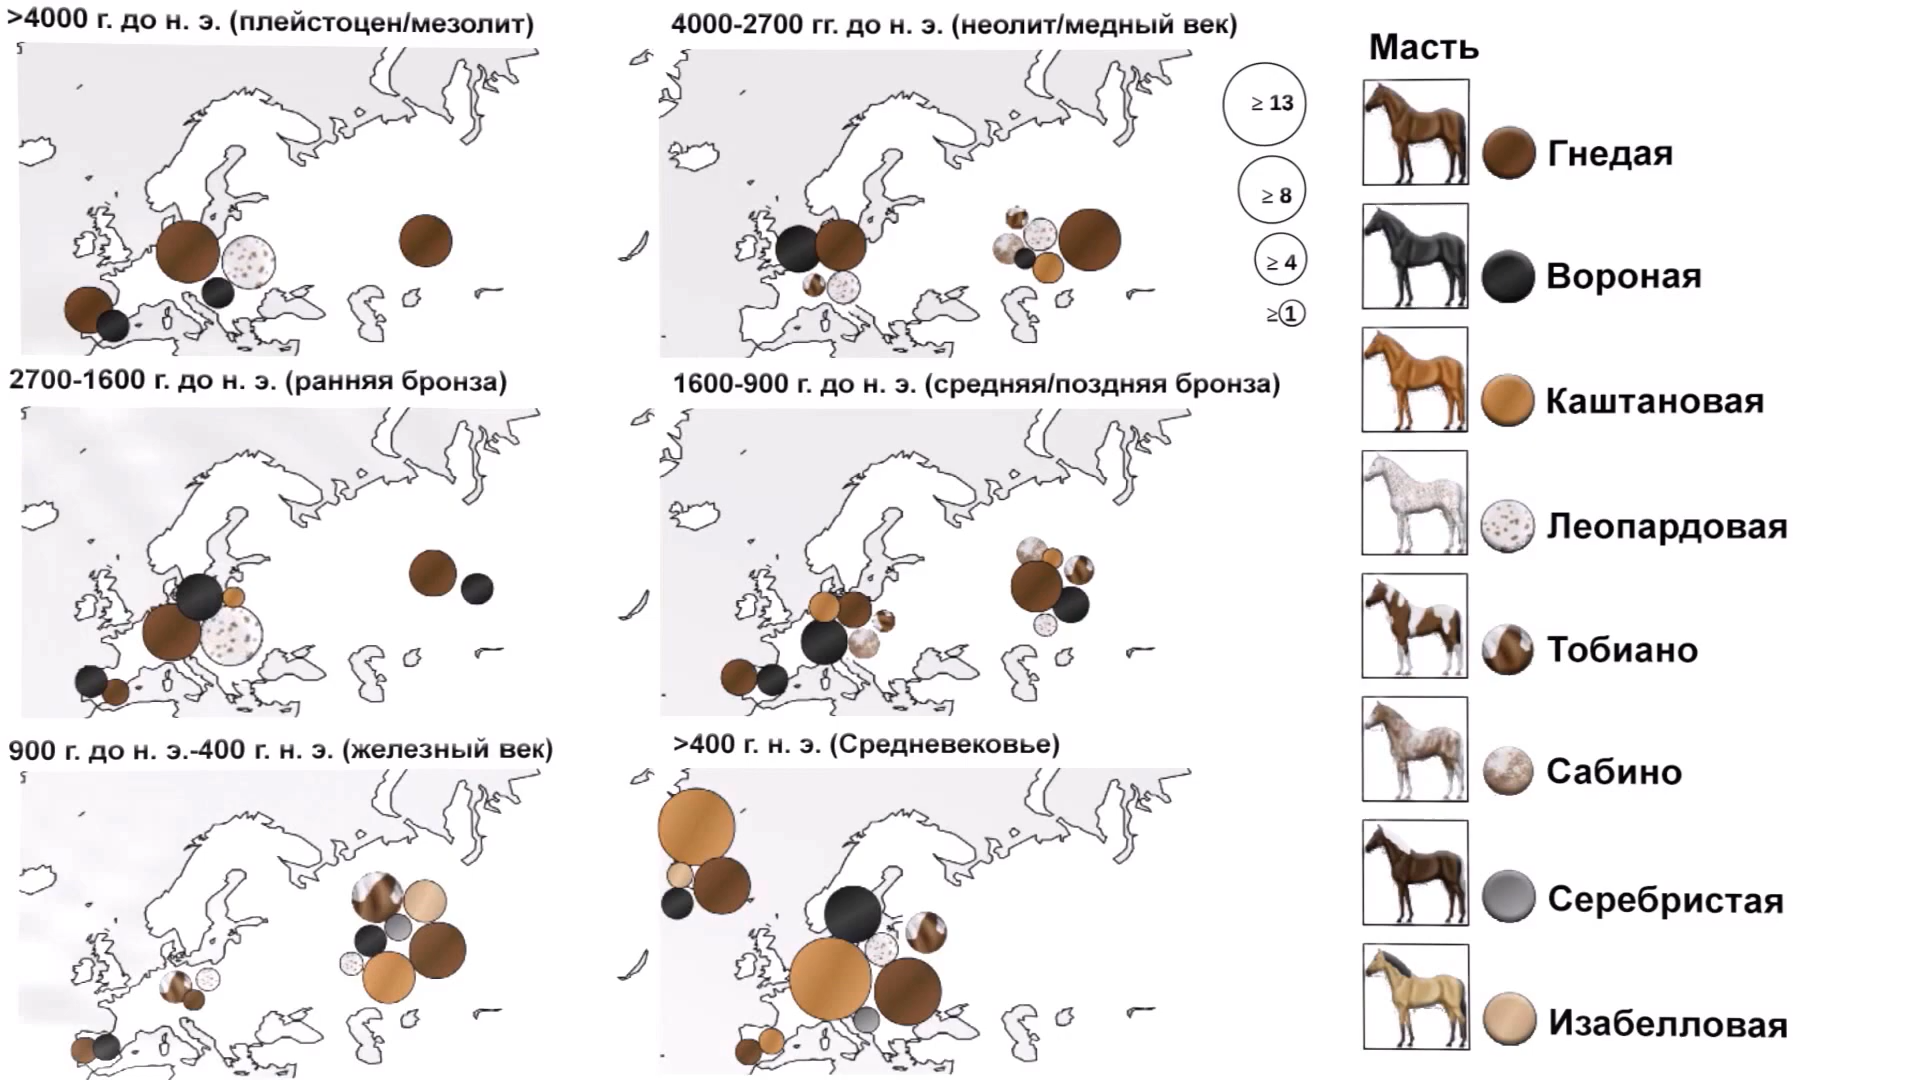 >4000 г. до н. э. (плейстоцен/мезолит)
4000-2700 гг. до н. э. (неолит/медный век)
≥ 13
≥ 8
≥ 4
≥1
2700-1600 г. до н. э. (ранняя бронза)
1600-900 г. до н. э. (средняя/поздняя бронза)
900 г. до н. э.-400 г. н. э. (железный век)
>400 г. н. э. (Средневековье)
Масть
Гнедая
Вороная
Каштановая
Леопардовая
Тобиано
Сабино
Серебристая
Изабелловая